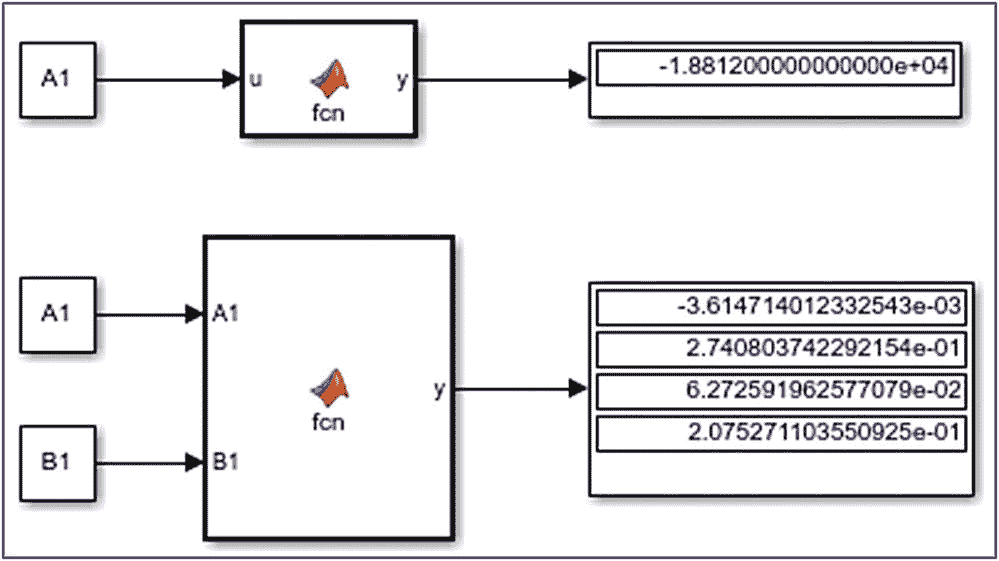 A1
u
y
fcn
-1.881200000000000e+04
A1
A1
fcn
y
B1
B1
-3.614714012332543e-03
2.740803742292154e-01
6.272591962577079e-02
2.075271103550925e-01